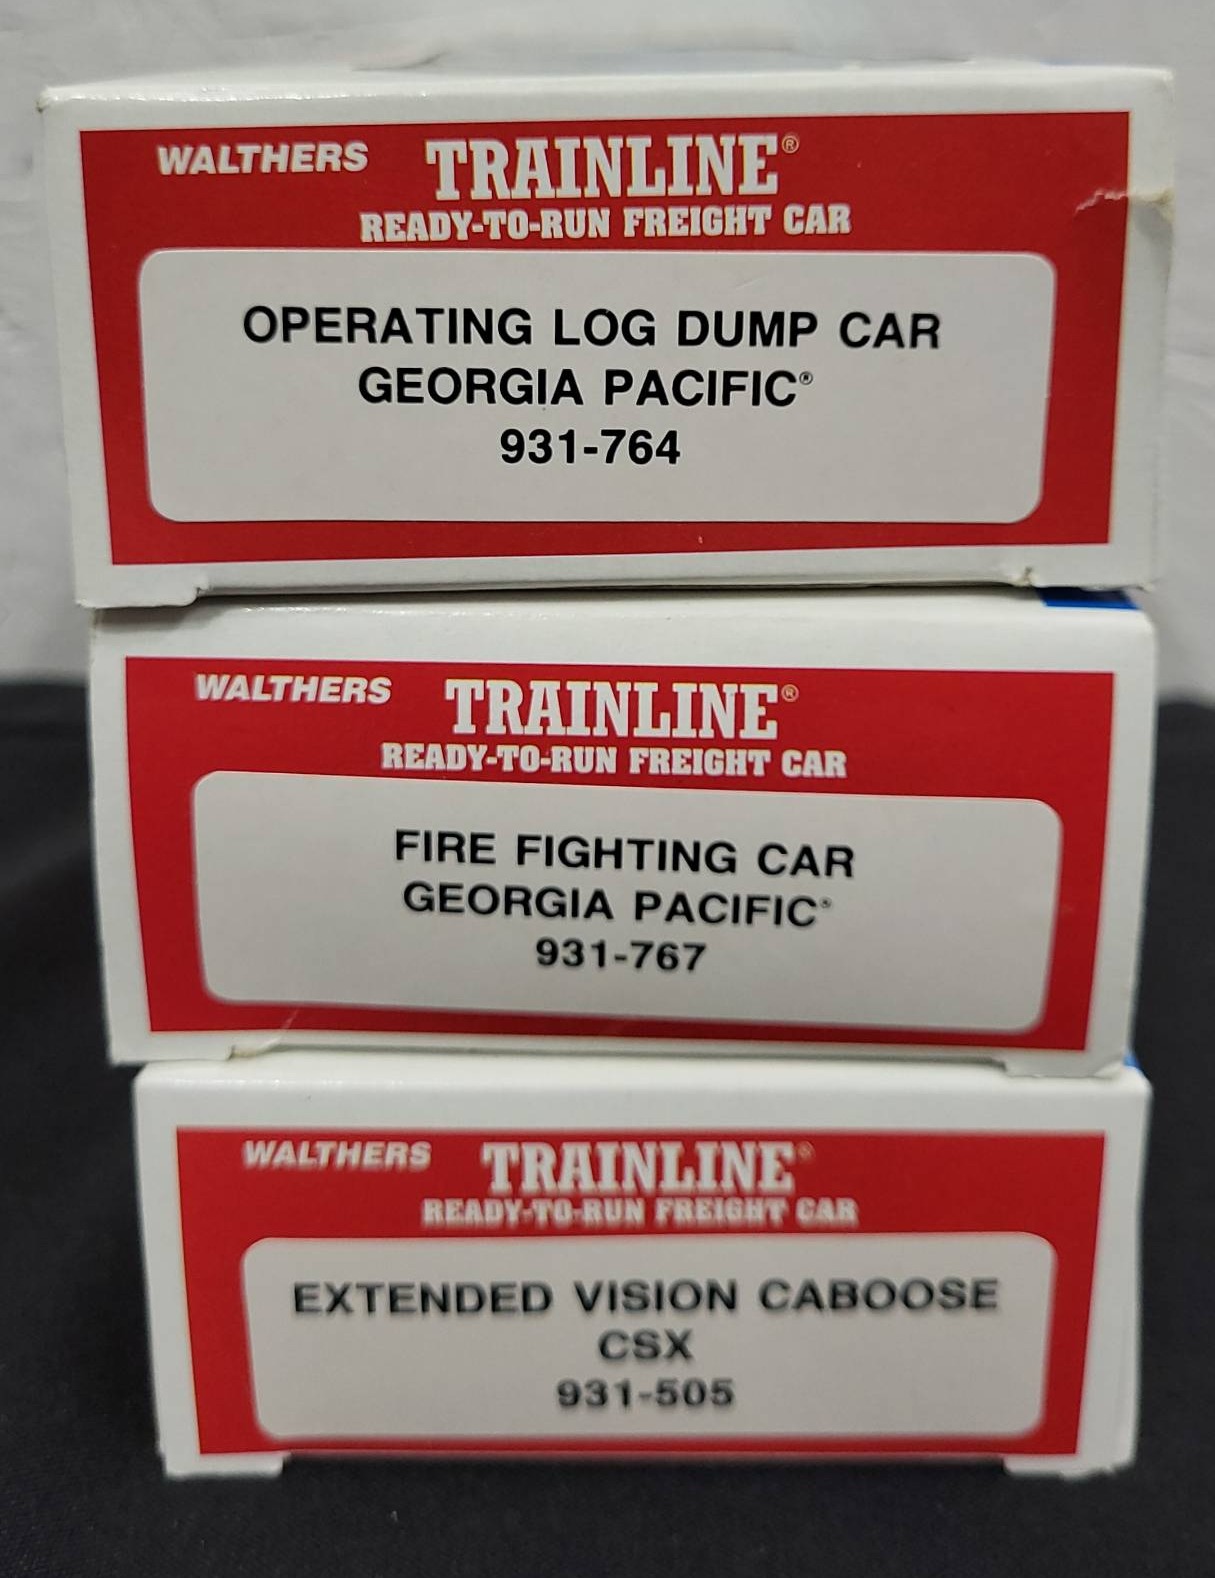 WALTHERS TRAINLINE®
READY-TO-RUN FREIGHT CAR
OPERATING LOG DUMP CAR
GEORGIA PACIFIC®
931-764
WALTHERS TRAINLINE®
READY-TO-RUN FREIGHT CAR
FIRE FIGHTING CAR
GEORGIA PACIFIC®
931-767
WALTHERS TRAINLINE®
READY-TO-RUN FREIGHT CAR
EXTENDED VISION CABOOSE
CSX
931-505